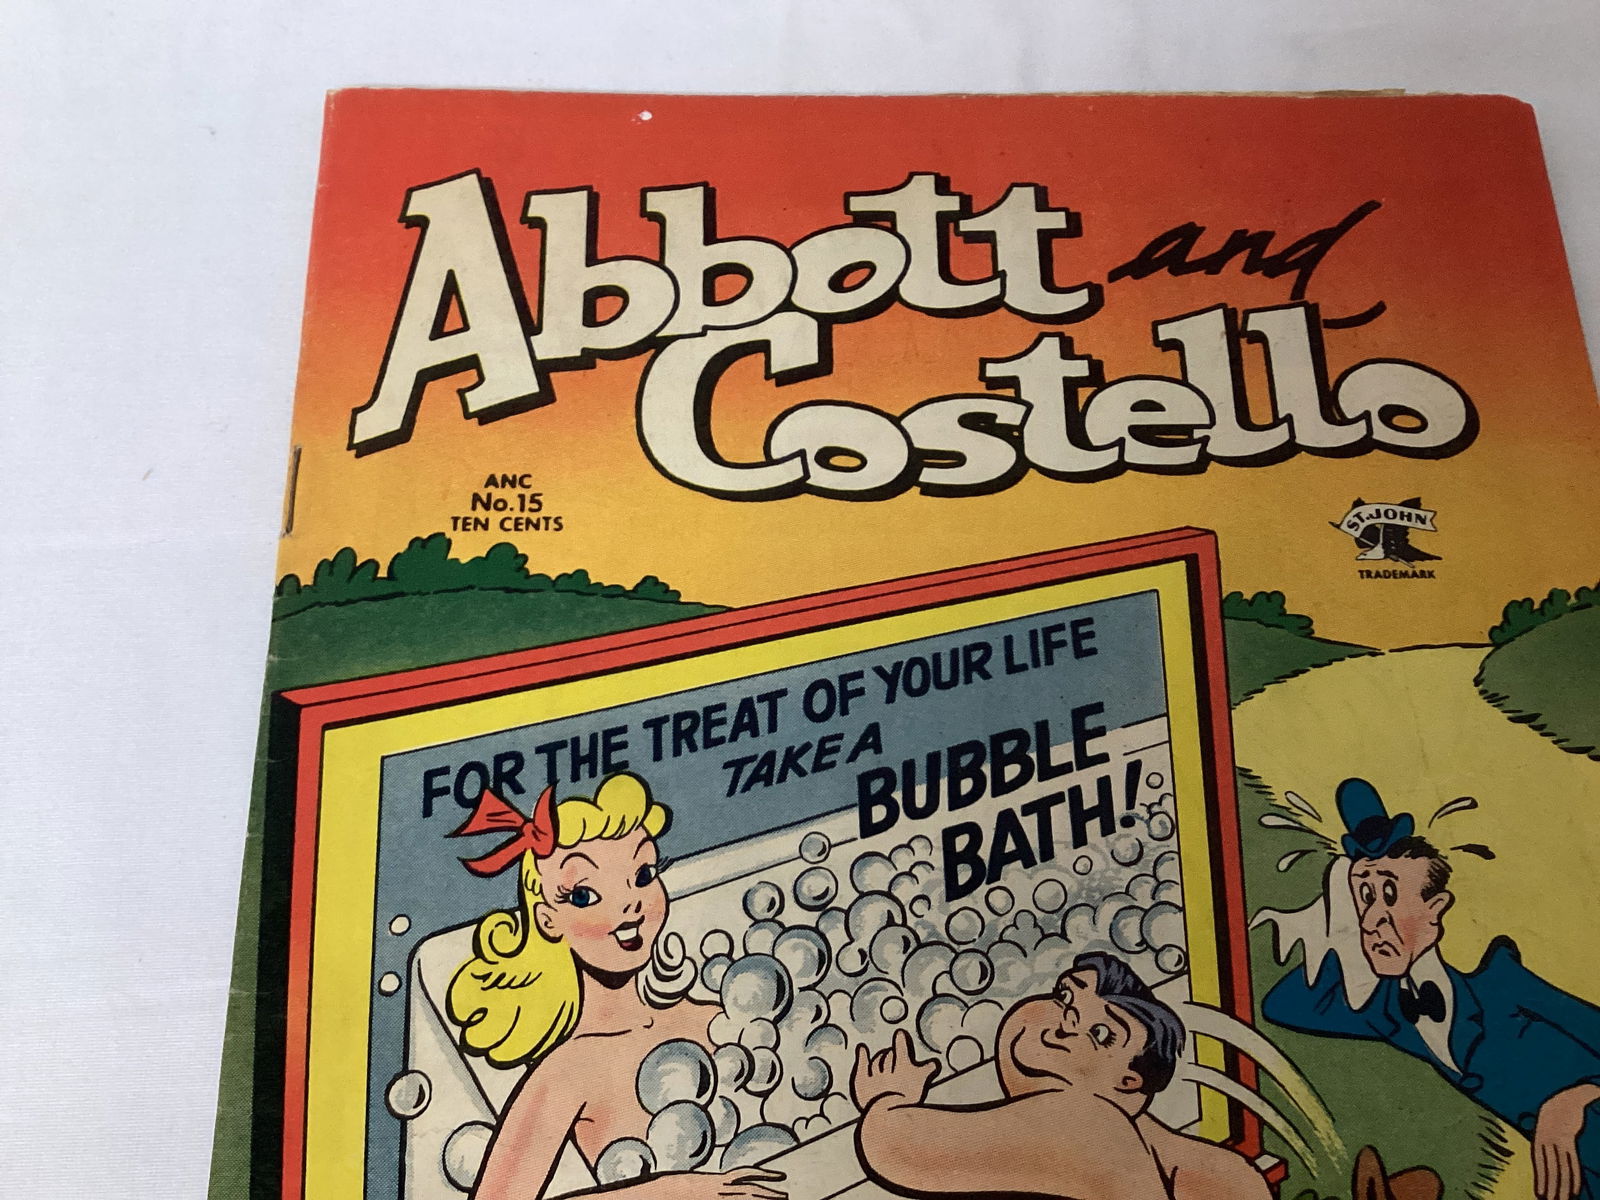 Abbott and
Costello
ANC
No.15
TEN CENTS
ST.JOHN
TRADEMARK
FOR THE TREAT OF YOUR LIFE
TAKE A
BUBBLE
BATH!